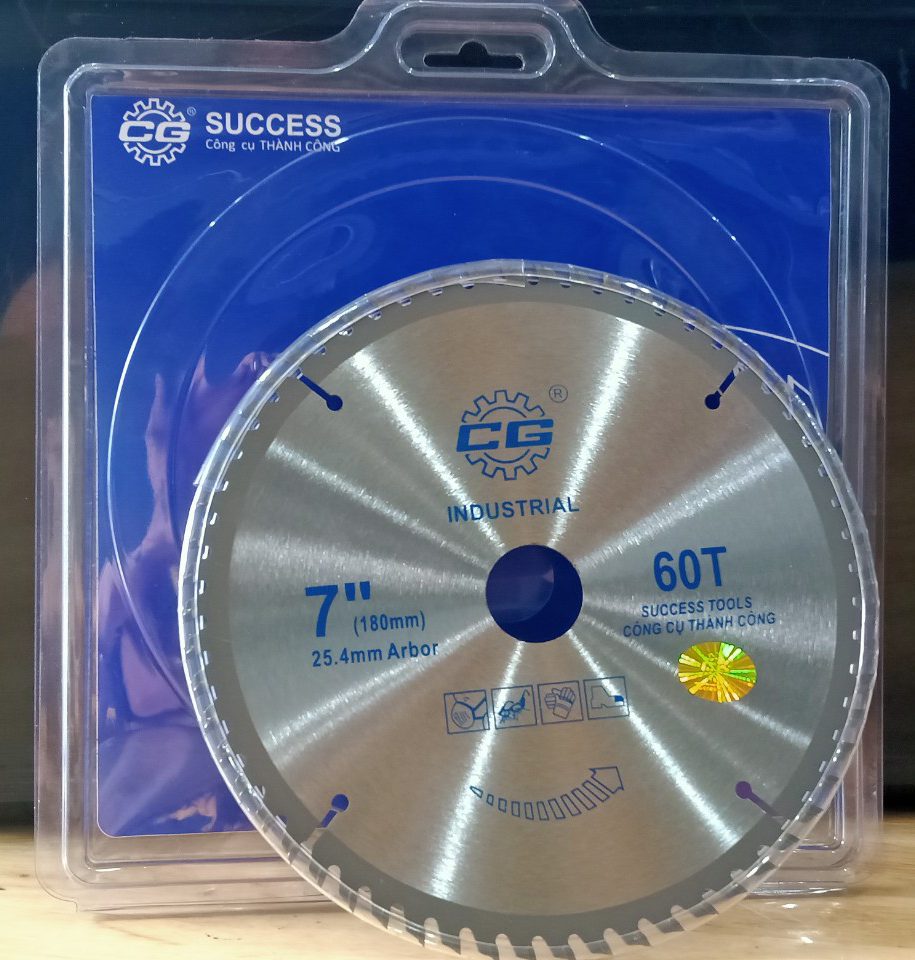 CG®
SUCCESS
Công cụ THÀNH CÔNG
CG®
INDUSTRIAL
7"
(180mm)
25.4mm Arbor
60T
SUCCESS TOOLS
CÔNG CỤ THÀNH CÔNG